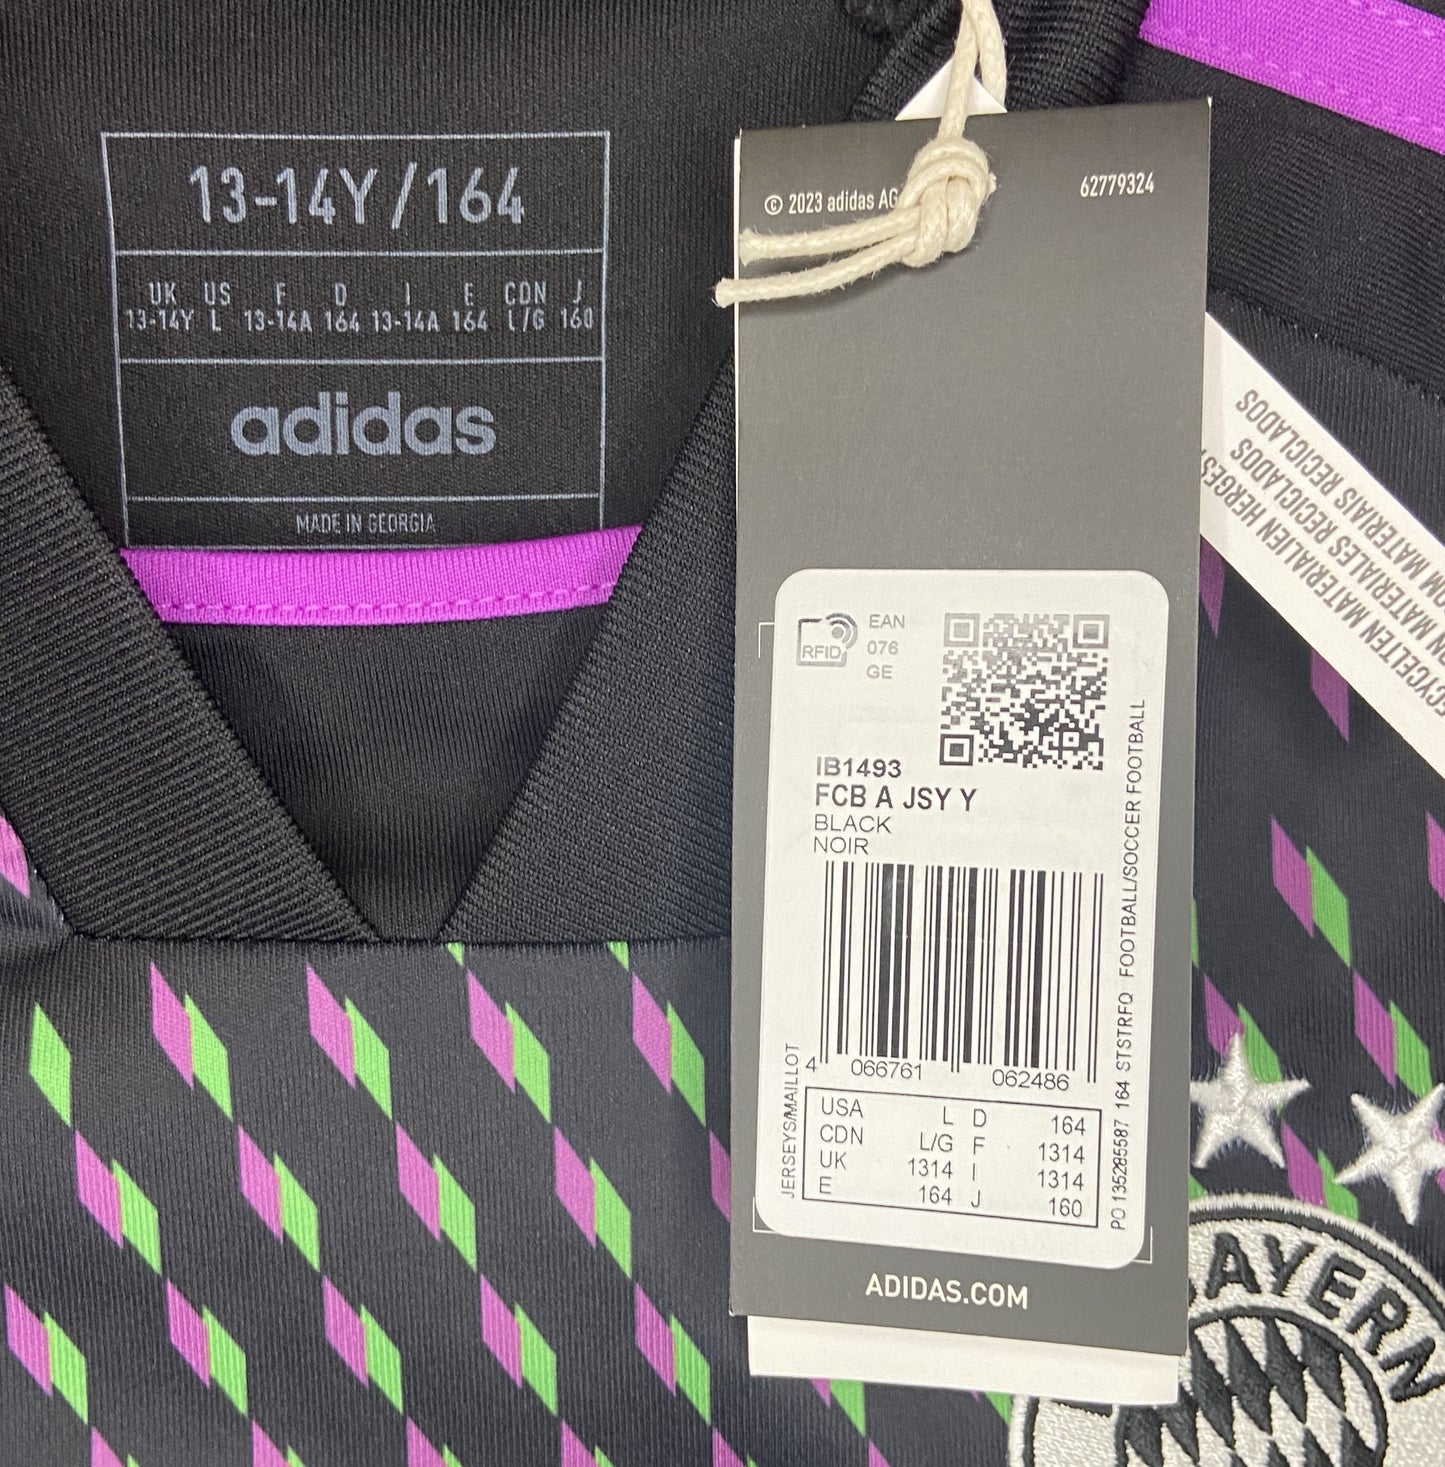 13-14Y/164
UK US F D I E CDN J
13-14Y L 13-14A 164 13-14A 164 L/G 160
adidas
MADE IN GEORGIA
© 2023 adidas AG
62779324
RFID
EAN
076
GE
IB1493
FCB A JSY Y
BLACK
NOIR
4 066761 062486
USA L D 164
CDN L/G F 1314
UK 1314 I 1314
E 164 J 160
JERSEYS/MAILLOT
PO 135285587 164 STSTRFQ FOOTBALL/SOCCER FOOTBALL
ADIDAS.COM
MATERIALIEN
MATERIALES RECICLADOS
MATERIAIS RECICLADOS
AYERN